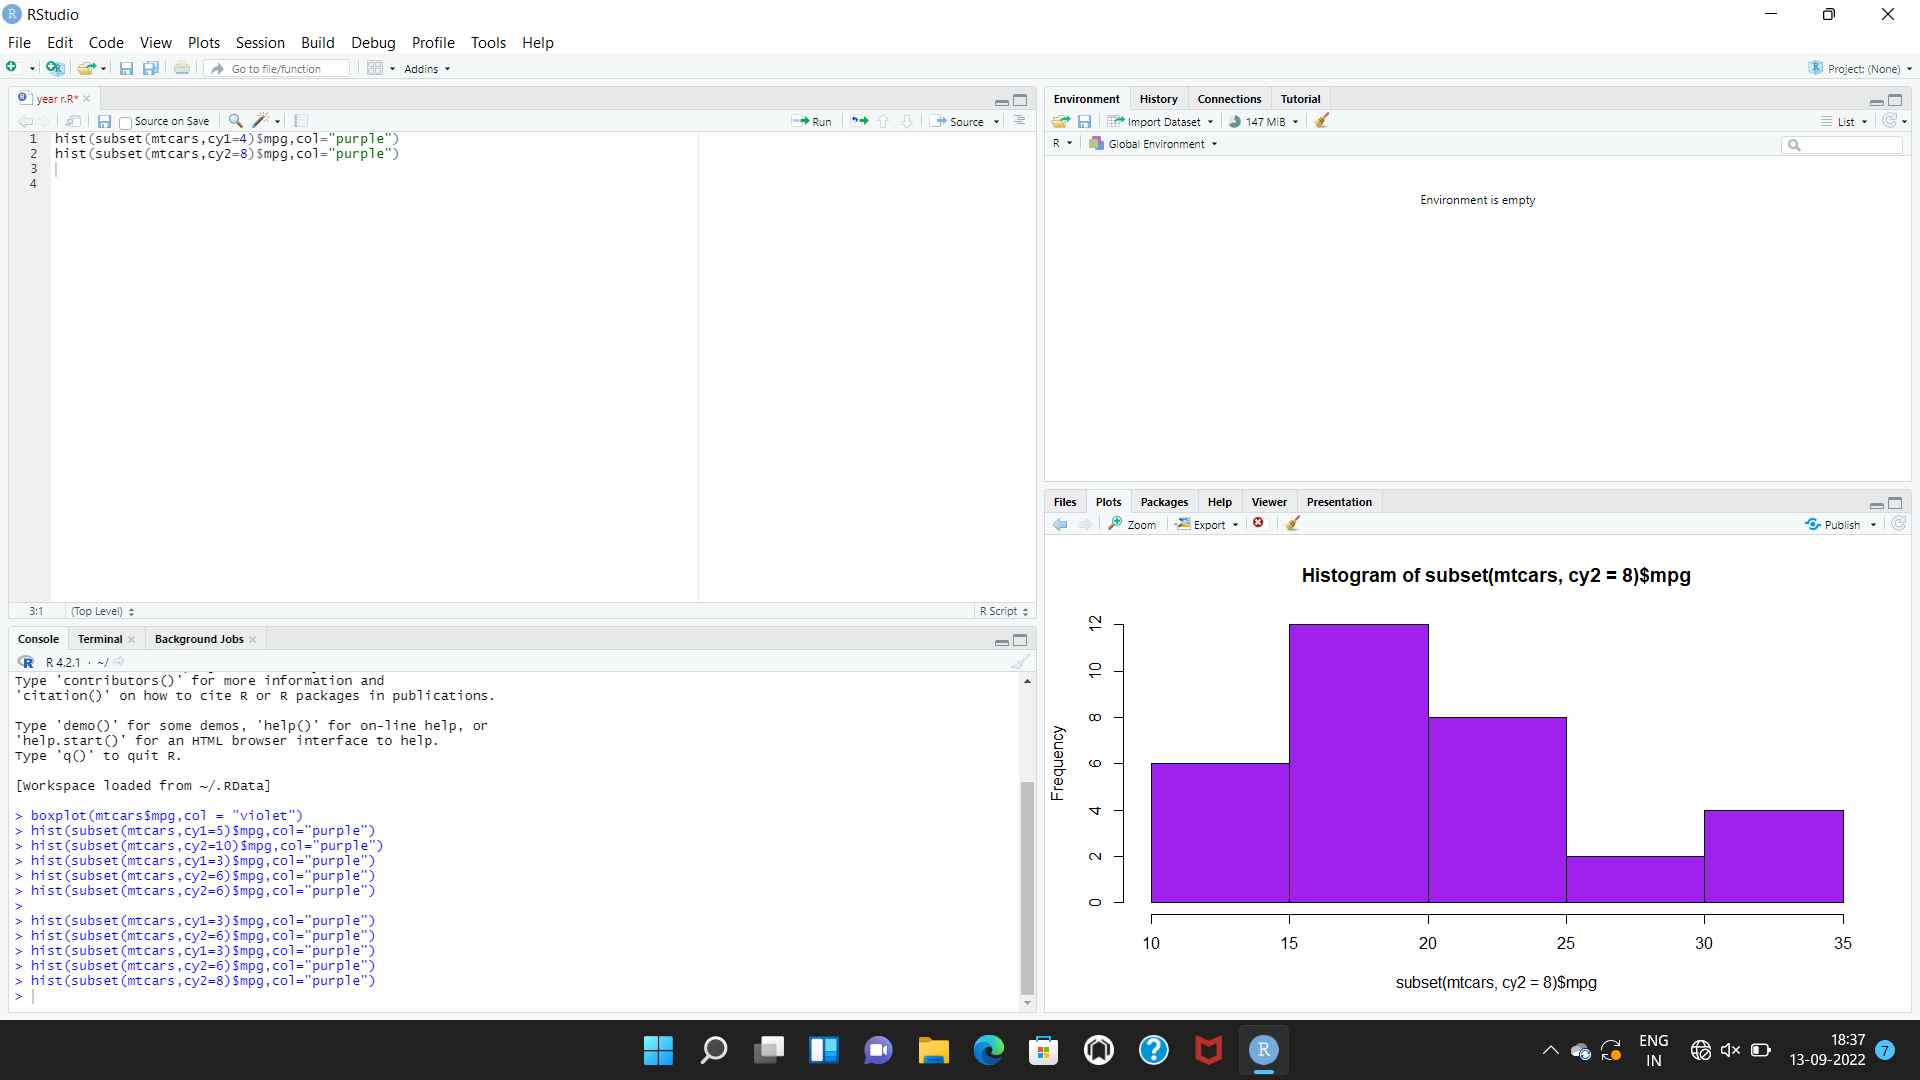 RStudio
File Edit Code View Plots Session Build Debug Profile Tools Help
Go to file/function Addins Project: (None)
year r.R*
Source on Save Run Source
1 hist(subset(mtcars,cy1=4)$mpg,col="purple")
2 hist(subset(mtcars,cy2=8)$mpg,col="purple")
3
4
3:1 (Top Level) R Script
Console Terminal Background Jobs
R 4.2.1 · ~/
Type 'contributors()' for more information and
'citation()' on how to cite R or R packages in publications.
Type 'demo()' for some demos, 'help()' for on-line help, or
'help.start()' for an HTML browser interface to help.
Type 'q()' to quit R.
[Workspace loaded from ~/.RData]
> boxplot(mtcars$mpg,col = "violet")
> hist(subset(mtcars,cy1=5)$mpg,col="purple")
> hist(subset(mtcars,cy2=10)$mpg,col="purple")
> hist(subset(mtcars,cy1=3)$mpg,col="purple")
> hist(subset(mtcars,cy2=6)$mpg,col="purple")
> hist(subset(mtcars,cy2=6)$mpg,col="purple")
>
> hist(subset(mtcars,cy1=3)$mpg,col="purple")
> hist(subset(mtcars,cy2=6)$mpg,col="purple")
> hist(subset(mtcars,cy1=3)$mpg,col="purple")
> hist(subset(mtcars,cy2=6)$mpg,col="purple")
> hist(subset(mtcars,cy2=8)$mpg,col="purple")
>
Environment History Connections Tutorial
Import Dataset 147 MiB List
R Global Environment
Environment is empty
Files Plots Packages Help Viewer Presentation
Zoom Export Publish
Histogram of subset(mtcars, cy2 = 8)$mpg
Frequency
12
10
8
6
4
2
0
10 15 20 25 30 35
subset(mtcars, cy2 = 8)$mpg
ENG
IN
18:37
13-09-2022
7